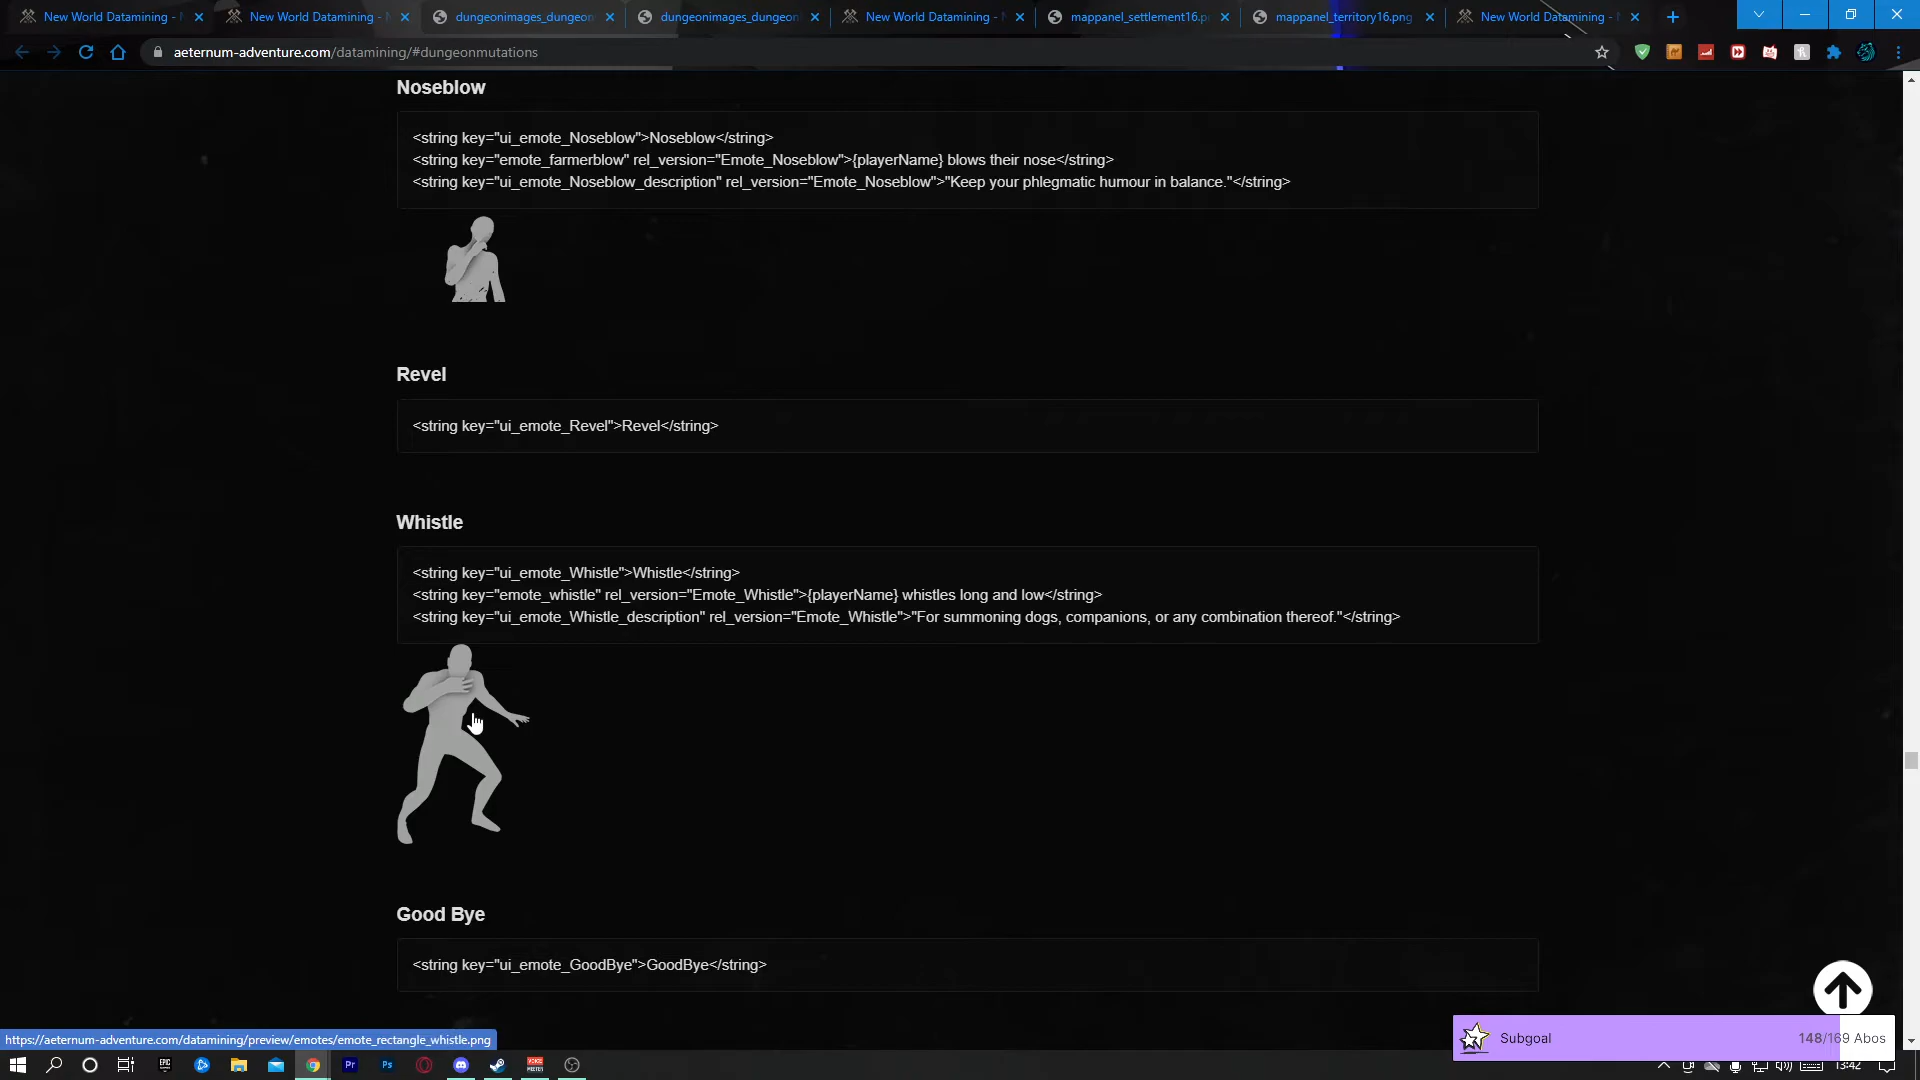 New World Datamining - N
New World Datamining - N
dungeonimages_dungeon
dungeonimages_dungeon
New World Datamining - N
mappanel_settlement16.pn
mappanel_territory16.png
New World Datamining - N
aeternum-adventure.com/datamining/#dungeonmutations
Noseblow
<string key="ui_emote_Noseblow">Noseblow</string>
<string key="emote_farmerblow" rel_version="Emote_Noseblow">{playerName} blows their nose</string>
<string key="ui_emote_Noseblow_description" rel_version="Emote_Noseblow">"Keep your phlegmatic humour in balance."</string>
Revel
<string key="ui_emote_Revel">Revel</string>
Whistle
<string key="ui_emote_Whistle">Whistle</string>
<string key="emote_whistle" rel_version="Emote_Whistle">{playerName} whistles long and low</string>
<string key="ui_emote_Whistle_description" rel_version="Emote_Whistle">"For summoning dogs, companions, or any combination thereof."</string>
Good Bye
<string key="ui_emote_GoodBye">GoodBye</string>
Subgoal 148/169 Abos
https://aeternum-adventure.com/datamining/preview/emotes/emote_rectangle_whistle.png
EPIC
Pr
Ps
13:42